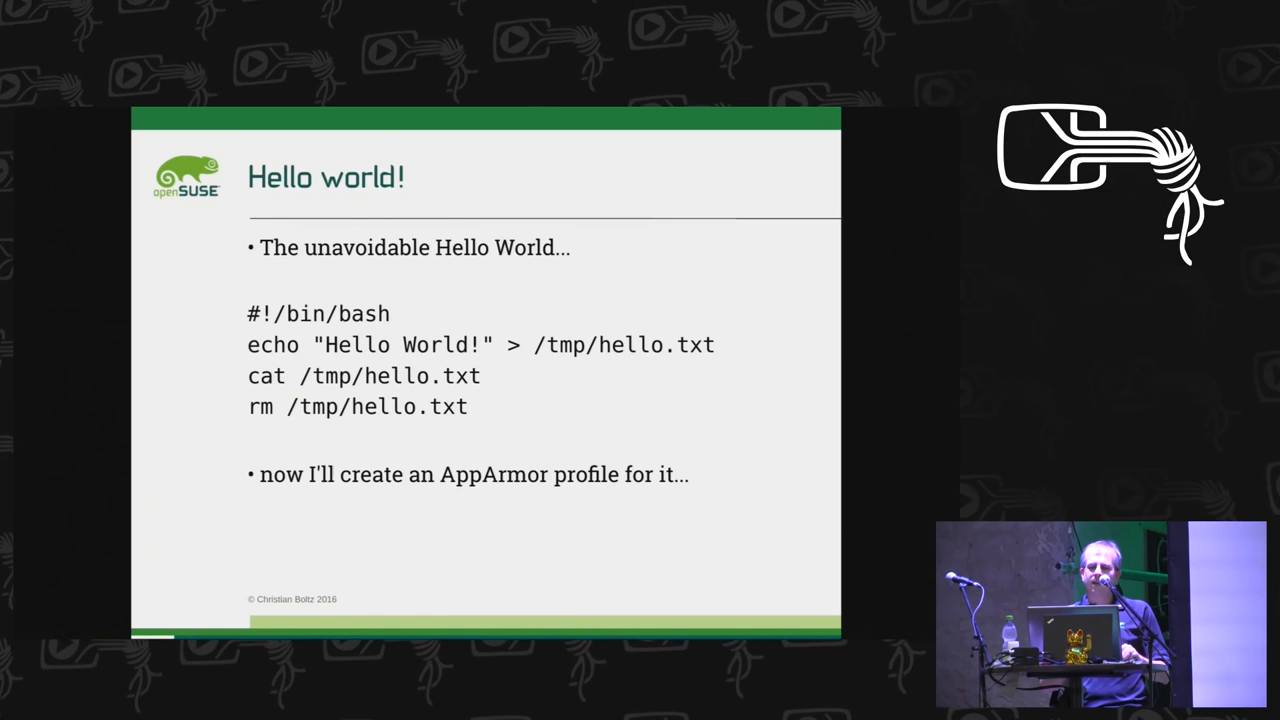 openSUSE
Hello world!
• The unavoidable Hello World...
#!/bin/bash
echo "Hello World!" > /tmp/hello.txt
cat /tmp/hello.txt
rm /tmp/hello.txt
• now I'll create an AppArmor profile for it...
© Christian Boltz 2016